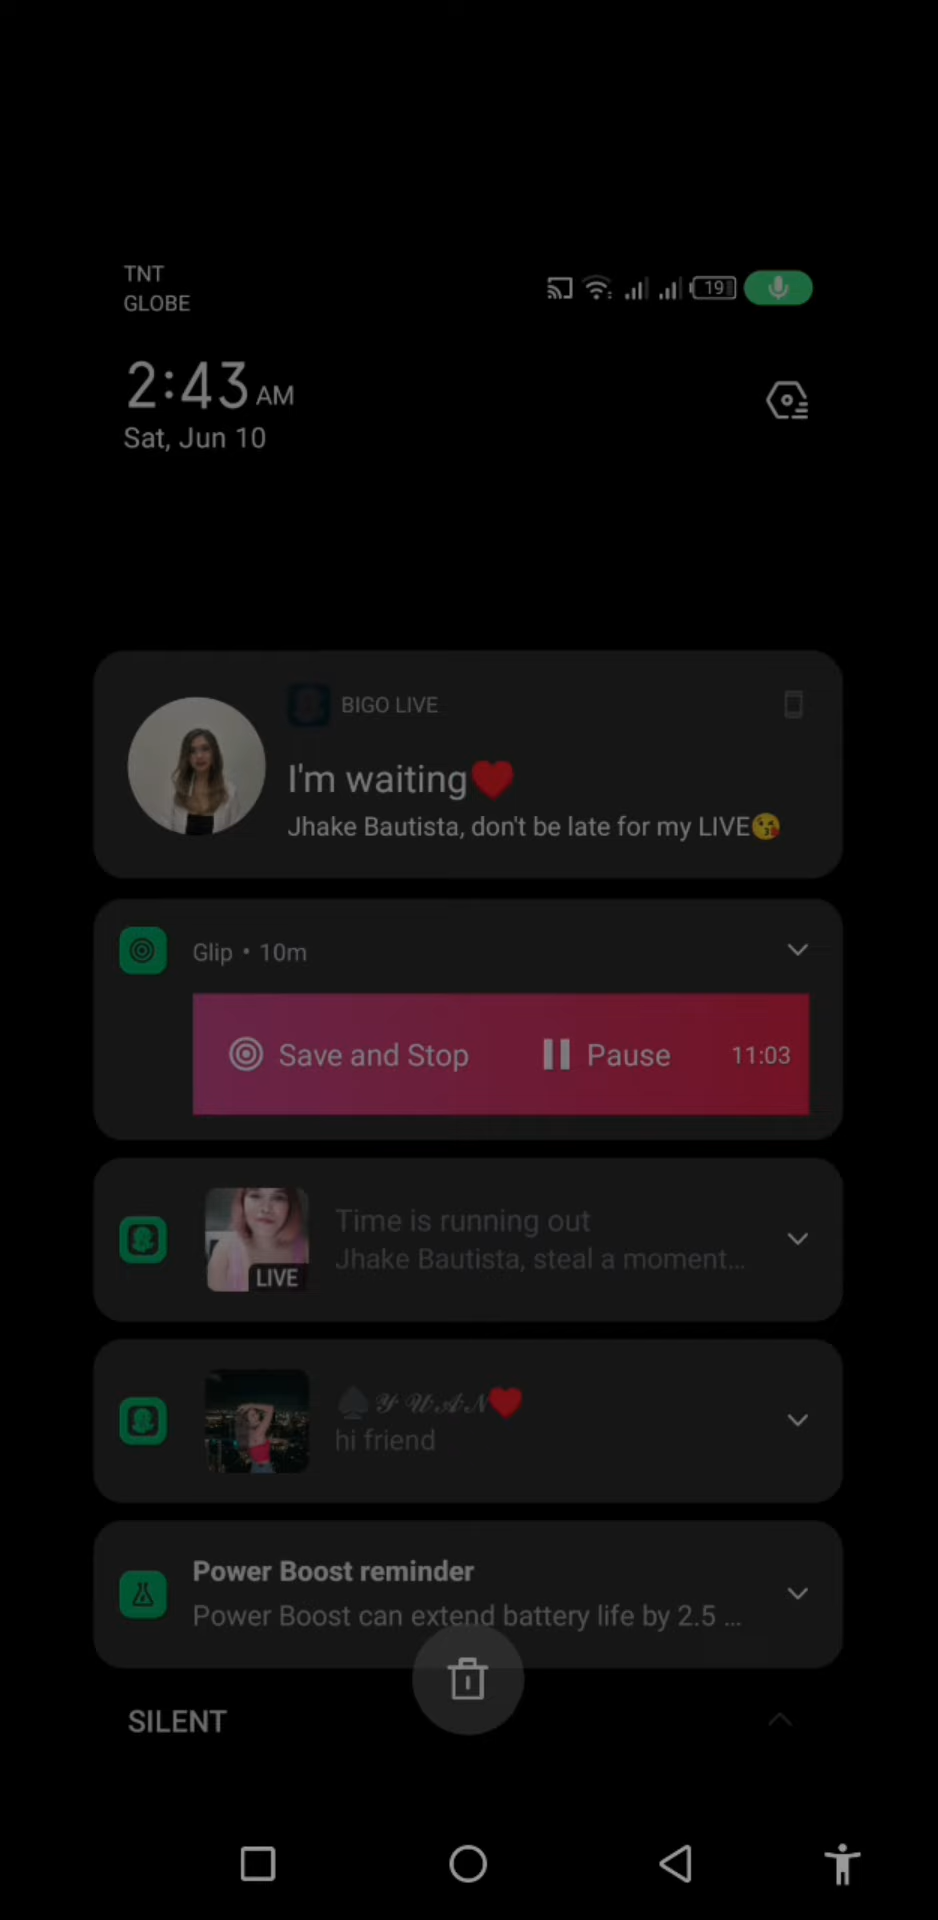 TNT
GLOBE
19
2:43 AM
Sat, Jun 10
BIGO LIVE
I'm waiting❤️
Jhake Bautista, don't be late for my LIVE😘
Glip • 10m
Save and Stop
Pause
11:03
Time is running out
Jhake Bautista, steal a moment...
LIVE
♠️𝒴 𝒰 𝒜 𝒩❤️
hi friend
Power Boost reminder
Power Boost can extend battery life by 2.5 ...
SILENT